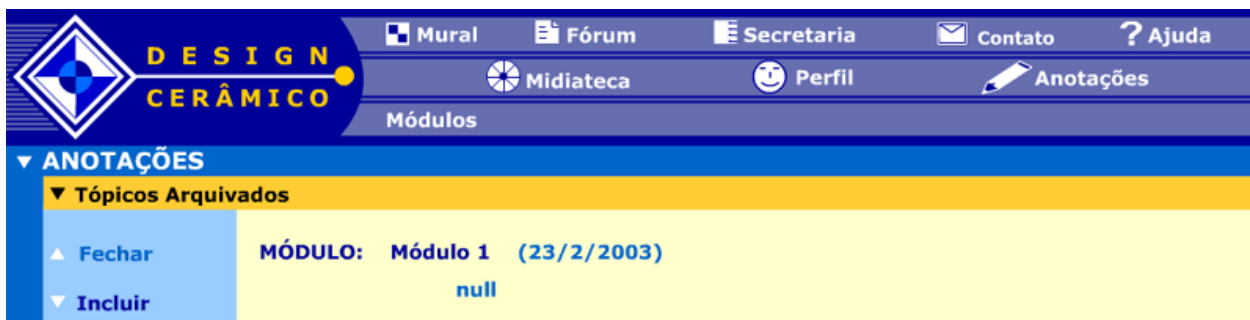 DESIGN
CERÂMICO
Mural Fórum Secretaria Contato ? Ajuda
Midiateca Perfil Anotações
Módulos
ANOTAÇÕES
Tópicos Arquivados
Fechar
MÓDULO: Módulo 1 (23/2/2003)
null
Incluir